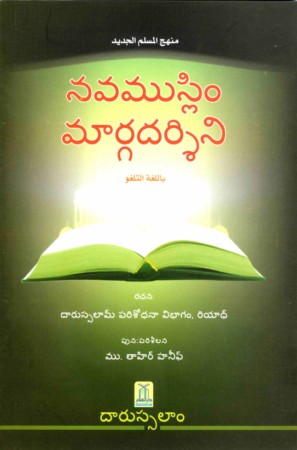 منهج المسلم الجديد
నవముస్లిం
మార్గదర్శిని
باللغة التلغو
రచన
దారుస్సలామ్ పరిశోధనా విభాగం, రియాధ్
పున:పరిశీలన
ము. తాహిర్ హనీఫ్
దారుస్సలాం